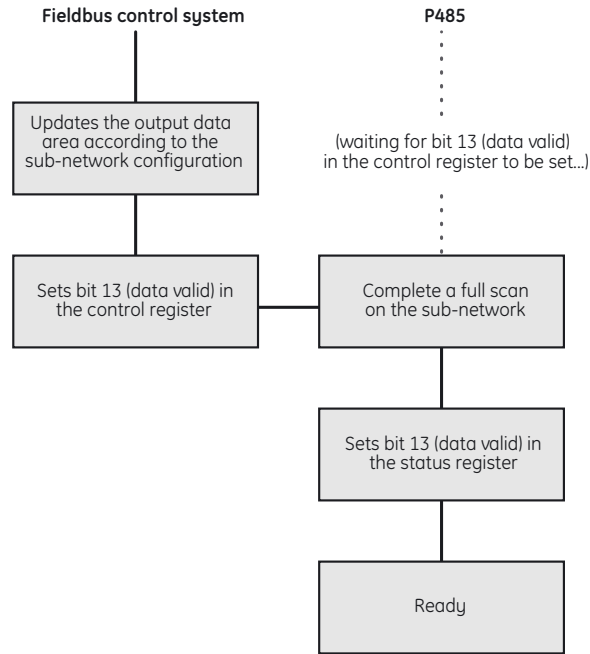 Fieldbus control system
P485
Updates the output data
area according to the
sub-network configuration
(waiting for bit 13 (data valid)
in the control register to be set...)
Sets bit 13 (data valid) in
the control register
Complete a full scan
on the sub-network
Sets bit 13 (data valid) in
the status register
Ready